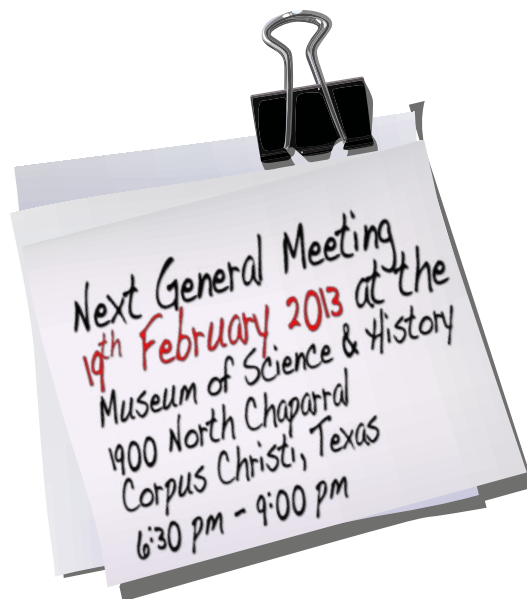 Next General Meeting
19th February 2013 at the
Museum of Science & History
1900 North Chaparral
Corpus Christi, Texas
6:30 pm - 9:00 pm